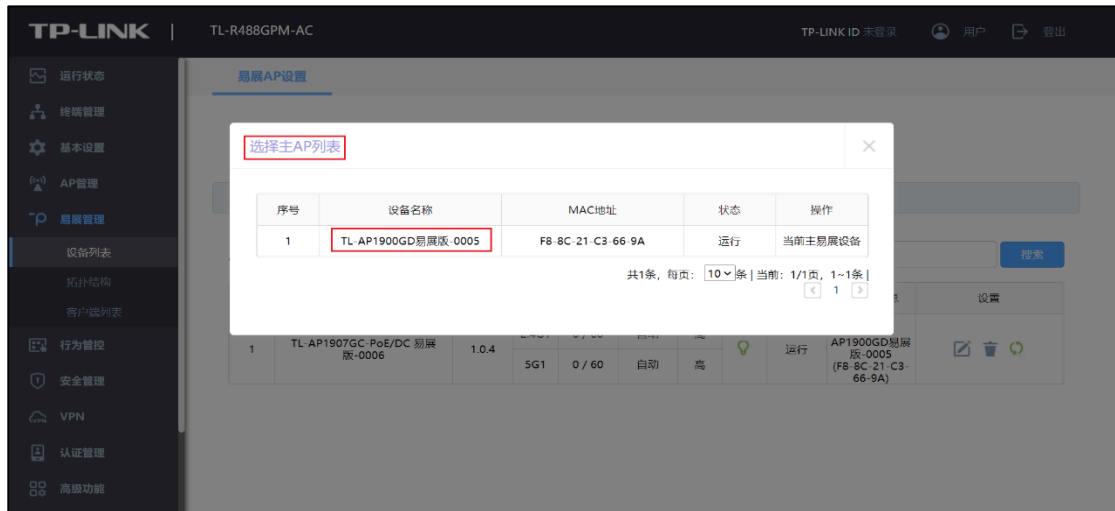 TP-LINK | TL-R488GPM-AC TP-LINK ID 未登录 用户 登出
运行状态
终端管理
基本设置
AP管理
易展管理
设备列表
拓扑结构
客户端列表
行为管控
安全管理
VPN
认证管理
高级功能
易展AP设置
选择主AP列表
序号 设备名称 MAC地址 状态 操作
1 TL-AP1900GD易展版-0005 F8-8C-21-C3-66-9A 运行 当前主易展设备
共1条，每页： 10 条 | 当前：1/1页，1~1条 |
< 1 >
搜索
设置
1 TL-AP1907GC-PoE/DC 易展版-0006 1.0.4 运行 AP1900GD易展版-0005 (F8-8C-21-C3-66-9A)
5G1 0 / 60 自动 高